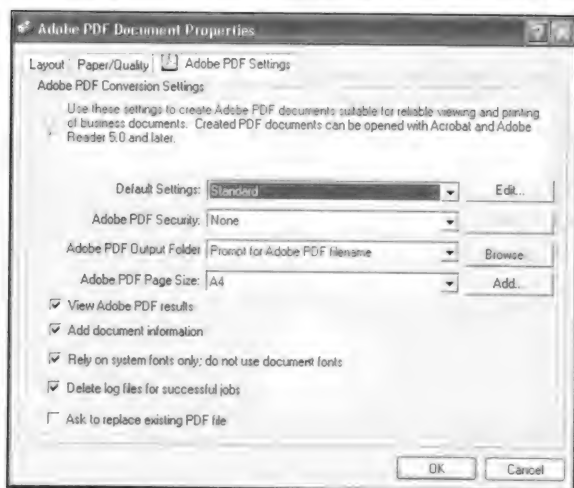 Adobe PDF Document Properties
Layout Paper/Quality Adobe PDF Settings
Adobe PDF Conversion Settings
Use these settings to create Adobe PDF documents suitable for reliable viewing and printing
of business documents. Created PDF documents can be opened with Acrobat and Adobe
Reader 5.0 and later.
Default Settings: Standard Edit...
Adobe PDF Security: None
Adobe PDF Output Folder Prompt for Adobe PDF filename Browse
Adobe PDF Page Size: A4 Add...
View Adobe PDF results
Add document information
Rely on system fonts only; do not use document fonts
Delete log files for successful jobs
Ask to replace existing PDF file
OK Cancel